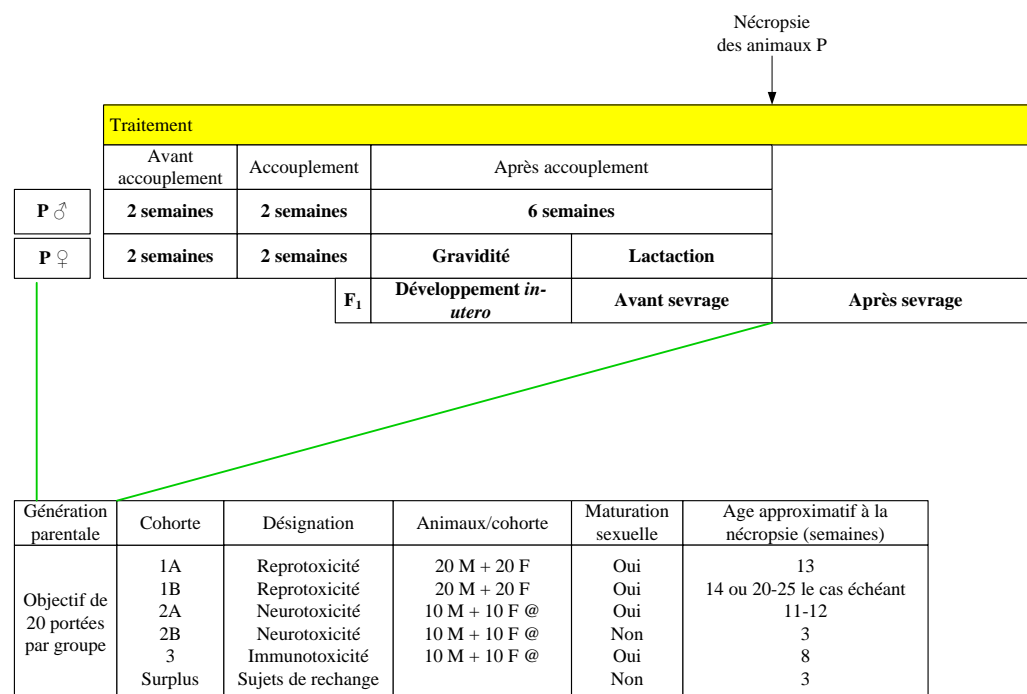 Nécropsie
des animaux P
Traitement
Avant
accouplement
Accouplement
Après accouplement
P ♂
2 semaines
2 semaines
6 semaines
P ♀
2 semaines
2 semaines
Gravidité
Lactaction
F1
Développement in-
utero
Avant sevrage
Après sevrage
Génération
parentale
Cohorte
Désignation
Animaux/cohorte
Maturation
sexuelle
Age approximatif à la
nécropsie (semaines)
Objectif de
20 portées
par groupe
1A Reprotoxicité 20 M + 20 F Oui 13
1B Reprotoxicité 20 M + 20 F Oui 14 ou 20-25 le cas échéant
2A Neurotoxicité 10 M + 10 F @ Oui 11-12
2B Neurotoxicité 10 M + 10 F @ Non 3
3 Immunotoxicité 10 M + 10 F @ Oui 8
Surplus Sujets de rechange Non 3